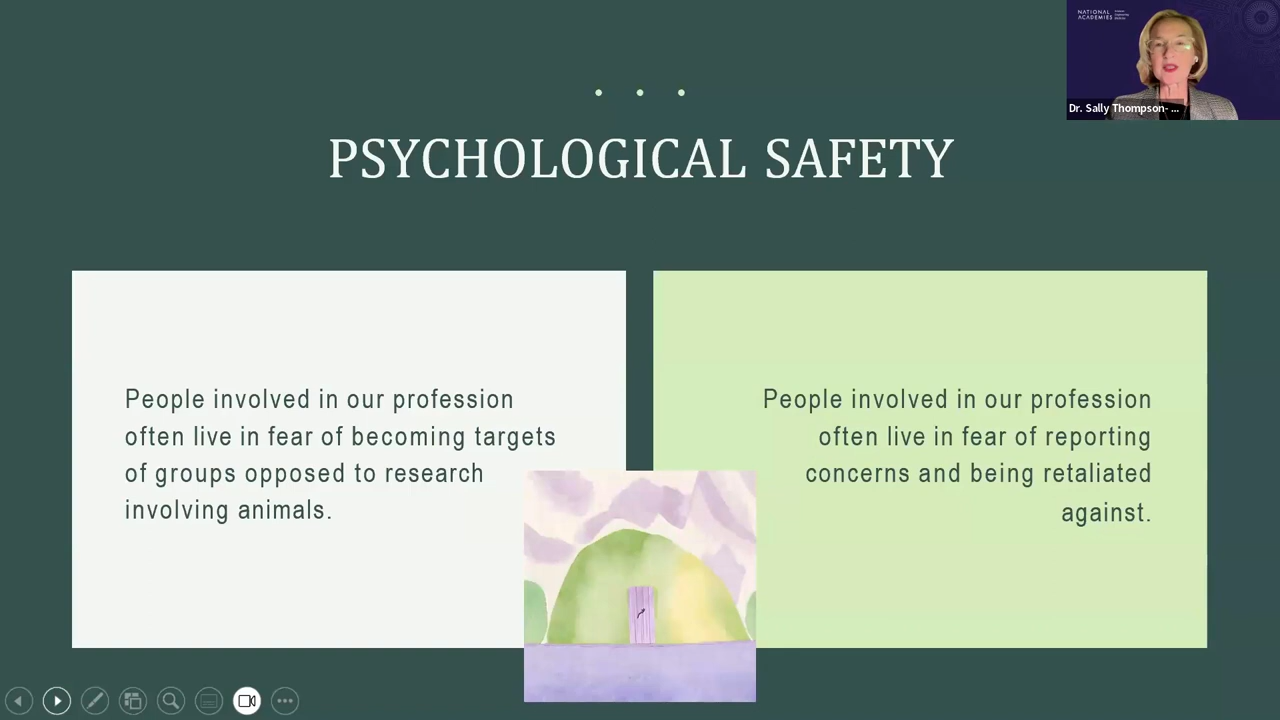 NATIONAL
ACADEMIES
Dr. Sally Thompson- ...
PSYCHOLOGICAL SAFETY
People involved in our profession
often live in fear of becoming targets
of groups opposed to research
involving animals.
People involved in our profession
often live in fear of reporting
concerns and being retaliated
against.